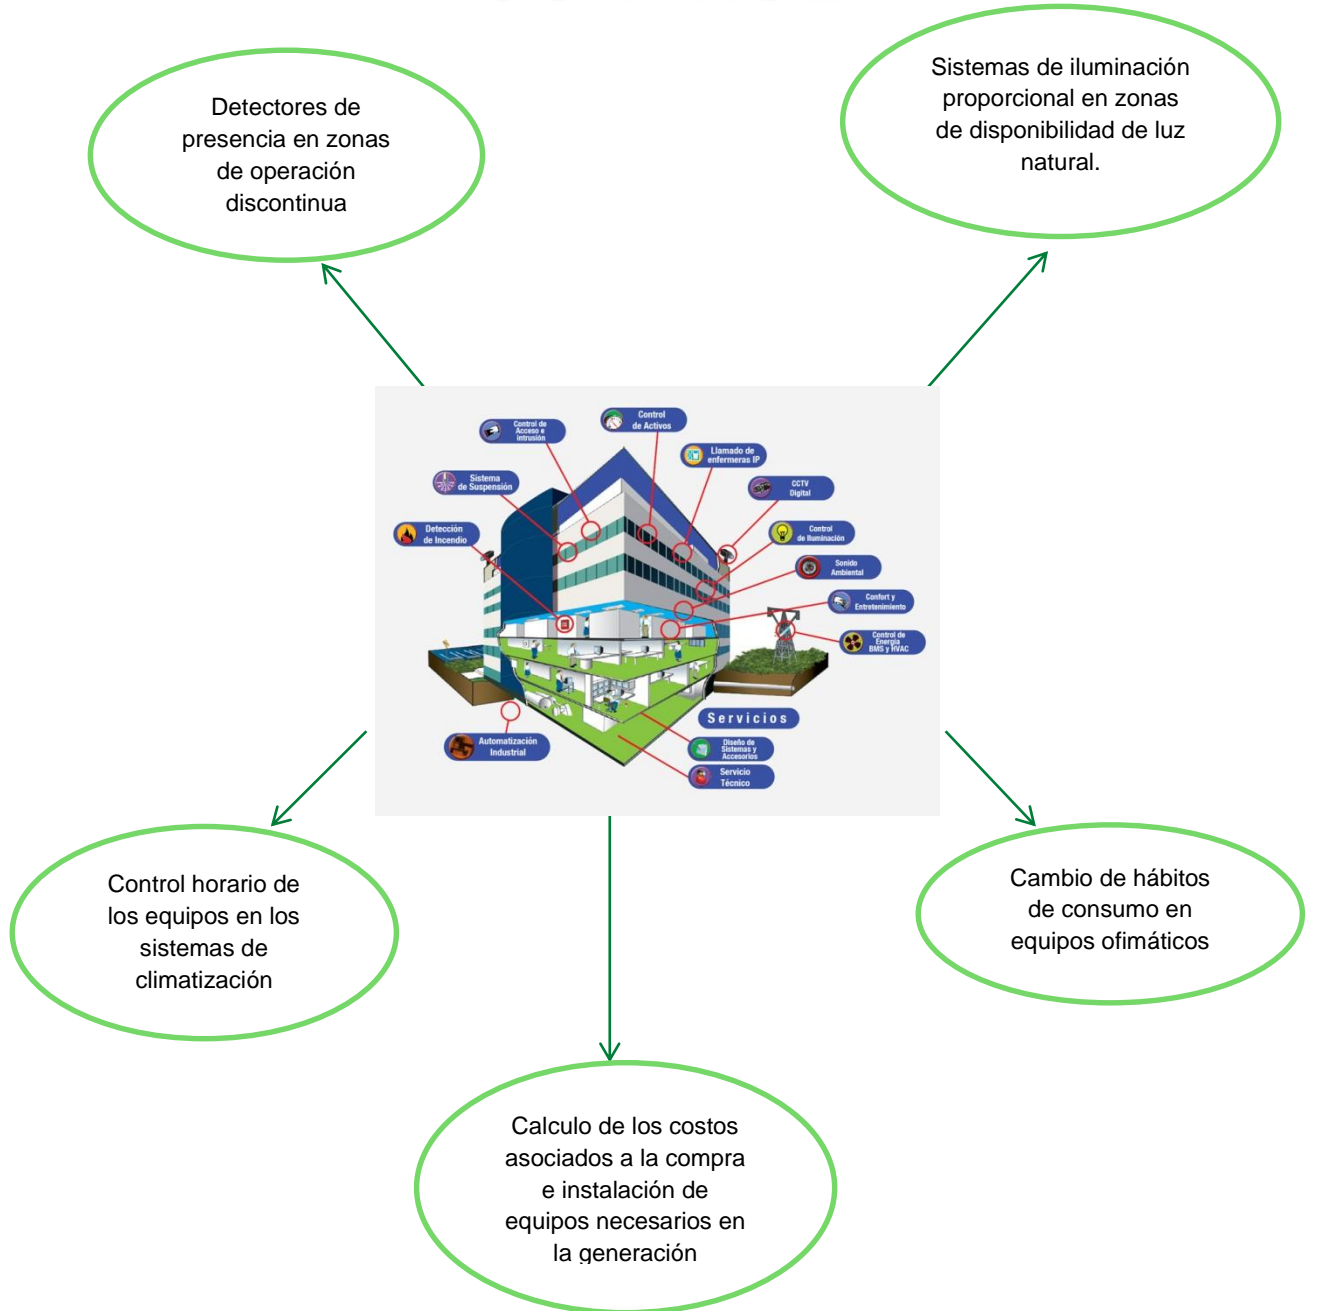 Detectores de
presencia en zonas
de operación
discontinua
Sistemas de iluminación
proporcional en zonas
de disponibilidad de luz
natural.
Control de
Acceso e
Intrusión
Control
de Activos
Llamado de
enfermeras IP
Sistema
de Suspensión
CCTV
Digital
Detección
de Incendio
Control
de Iluminación
Sonido
Ambiental
Confort y
Entretenimiento
Control de
Energía
BMS y HVAC
Servicios
Automatización
Industrial
Diseño de
Sistemas y
Accesorios
Servicio
Técnico
Control horario de
los equipos en los
sistemas de
climatización
Cambio de hábitos
de consumo en
equipos ofimáticos
Calculo de los costos
asociados a la compra
e instalación de
equipos necesarios en
la generación